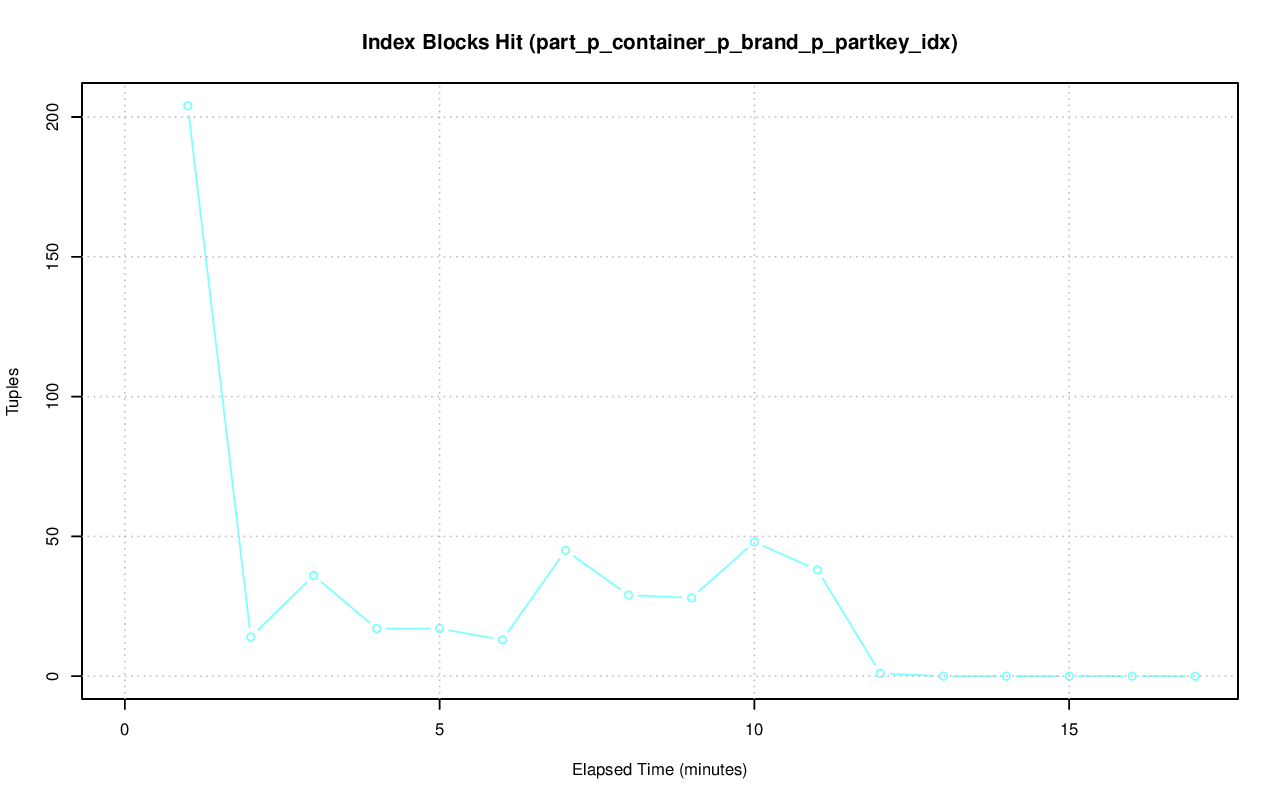 Index Blocks Hit (part_p_container_p_brand_p_partkey_idx)
200
150
100
50
0
Tuples
0 5 10 15
Elapsed Time (minutes)